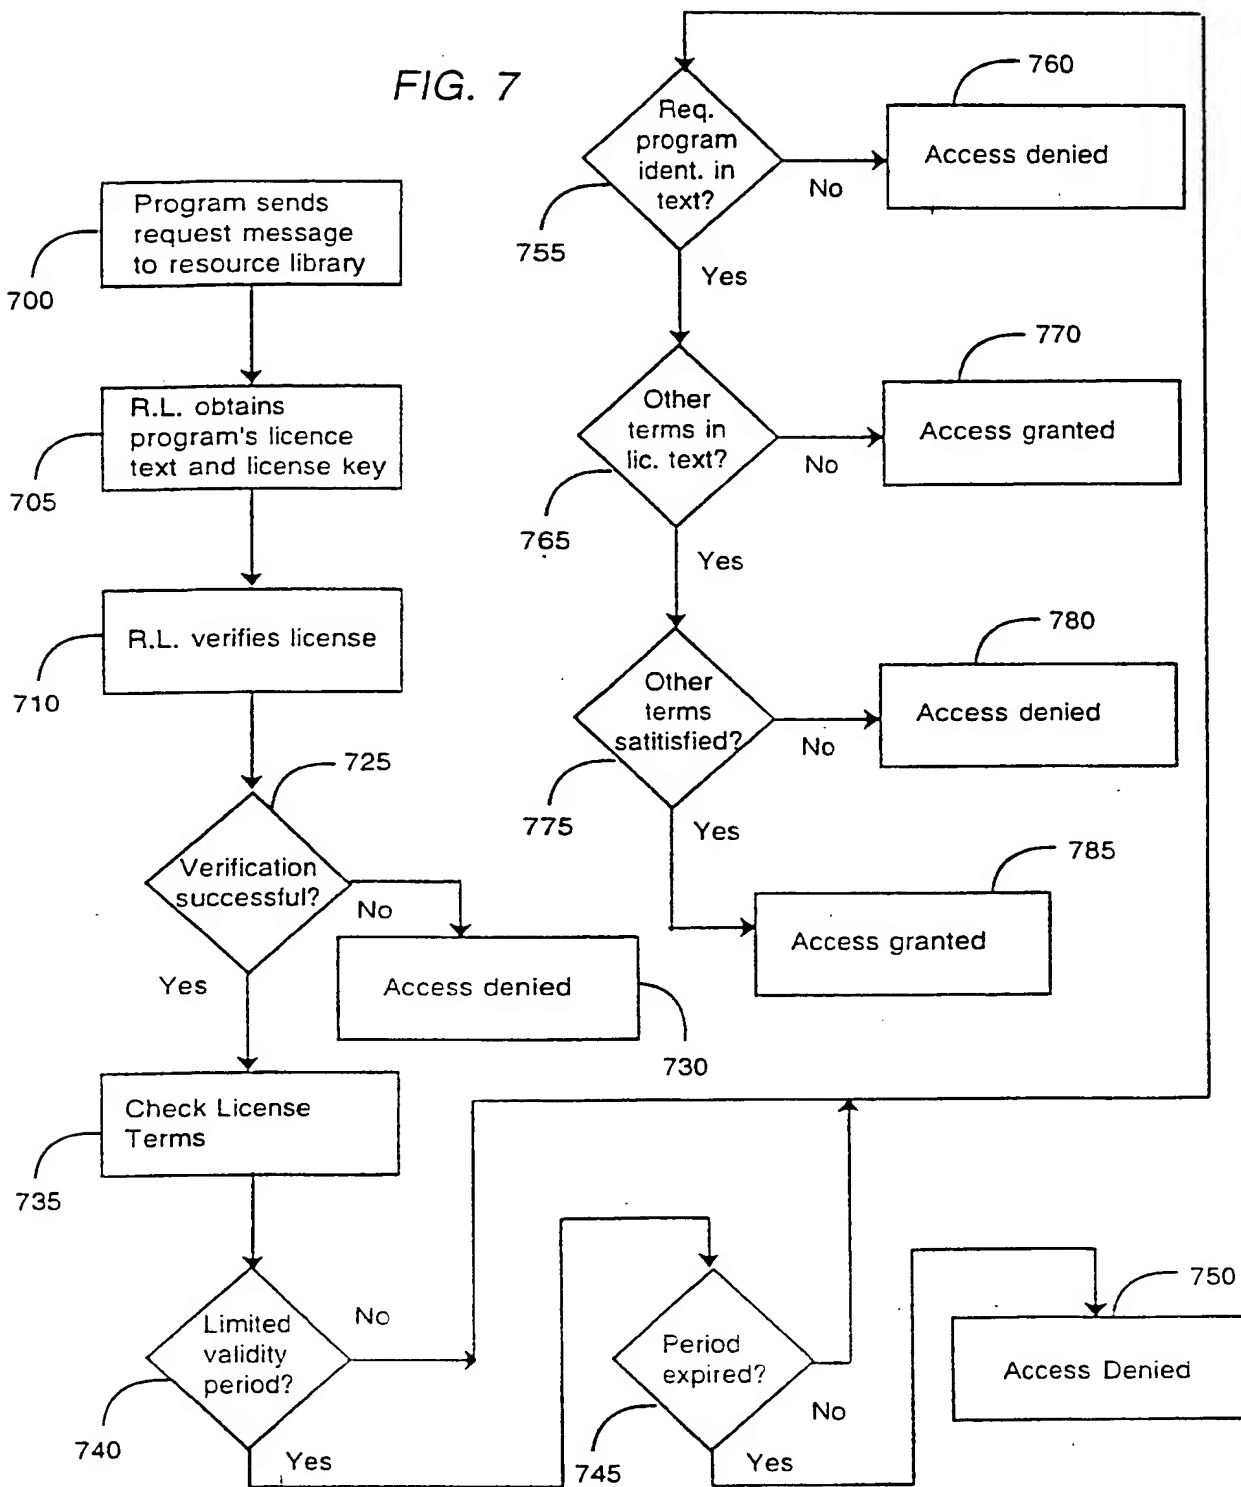 FIG. 7
Program sends
request message
to resource library
700
R.L. obtains
program's licence
text and license key
705
R.L. verifies license
710
725
Verification
successful?
No
Yes
Access denied
730
Check License
Terms
735
Limited
validity
period?
No
740
Yes
Period
expired?
No
745
Yes
750
Access Denied
Req.
program
ident. in
text?
755
No
Yes
760
Access denied
Other
terms in
lic. text?
765
No
Yes
770
Access granted
Other
terms
satitisfied?
775
No
Yes
780
Access denied
785
Access granted